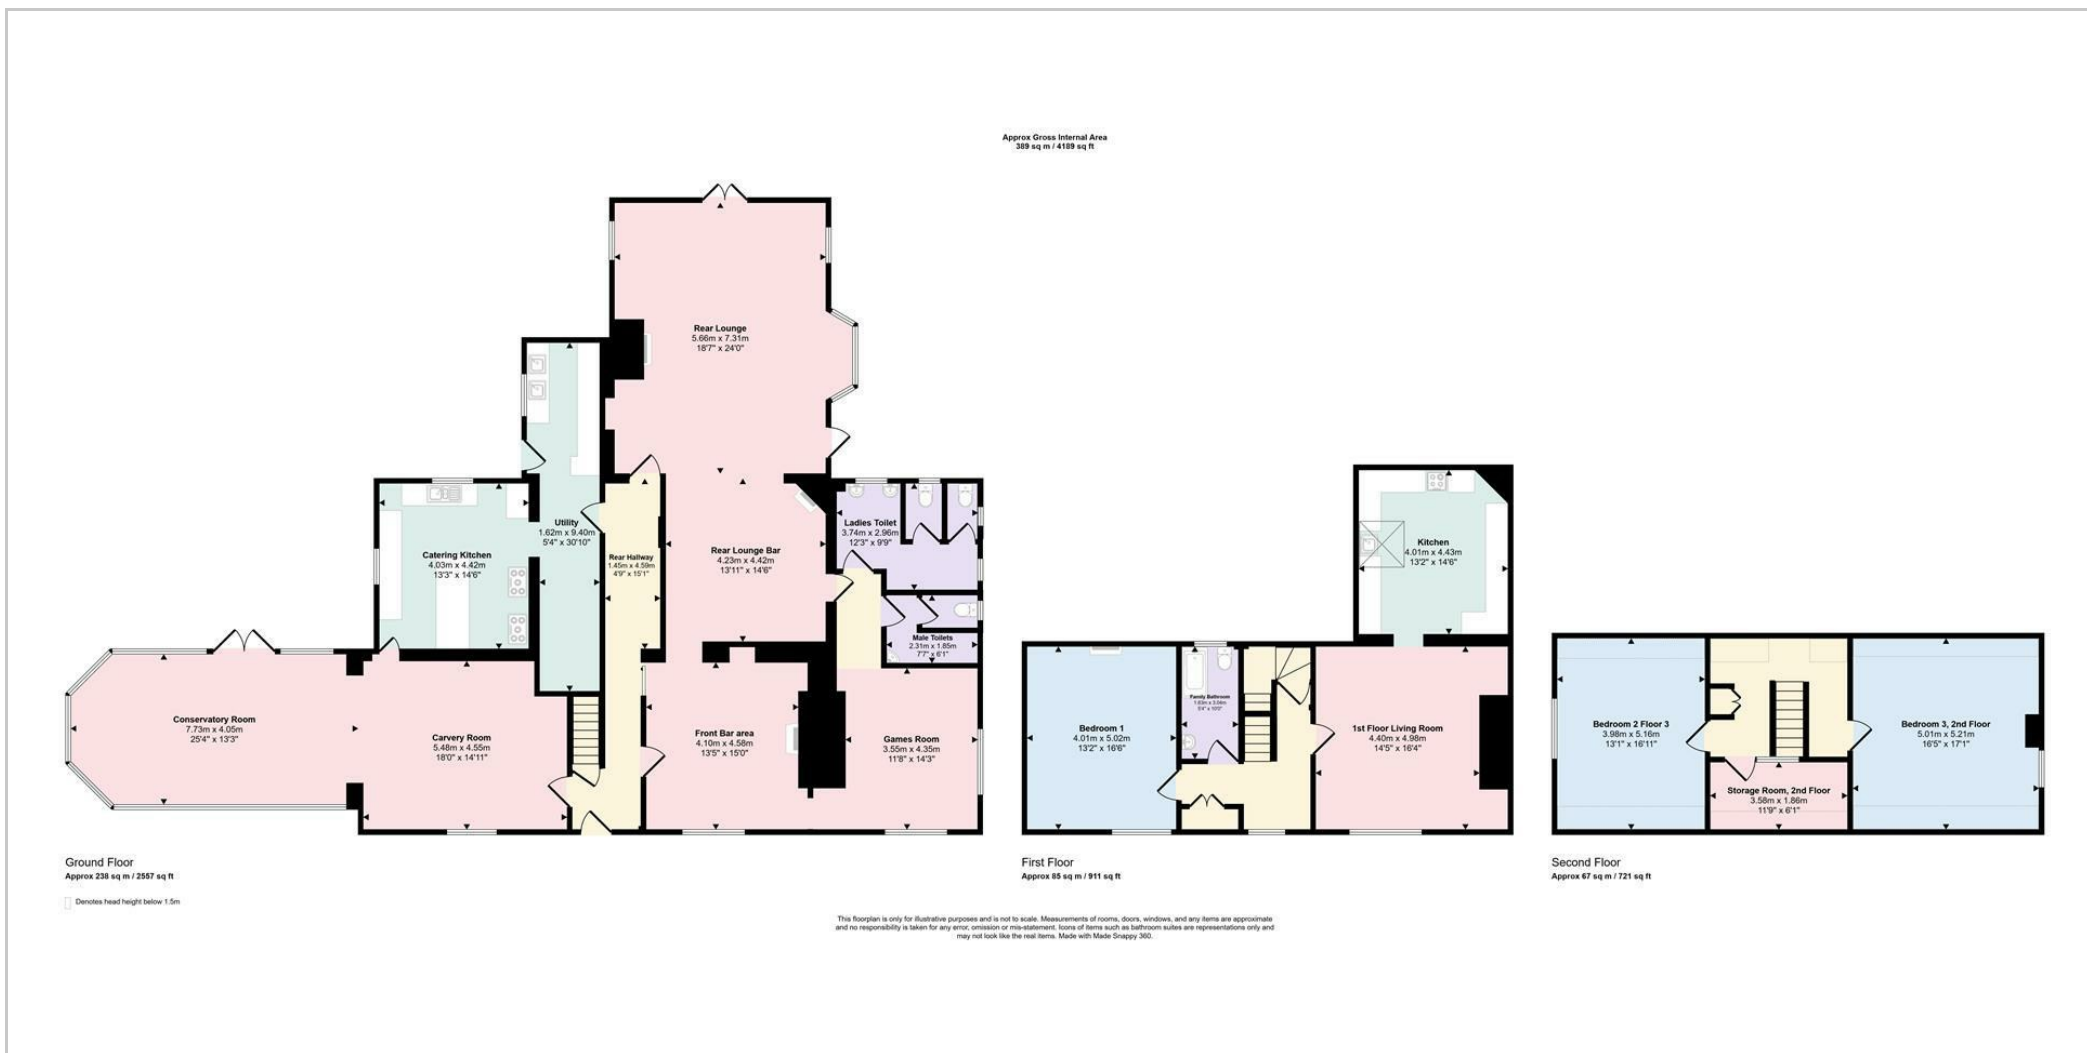 Approx Gross Internal Area
389 sq m / 4189 sq ft
Rear Lounge
5.66m x 7.31m
18'7" x 24'0"
Utility
1.62m x 9.40m
5'4" x 30'10"
Catering Kitchen
4.03m x 4.42m
13'3" x 14'6"
Rear Hallway
1.45m x 4.59m
4'9" x 15'1"
Rear Lounge Bar
4.23m x 4.42m
13'11" x 14'6"
Ladies Toilet
3.74m x 2.96m
12'3" x 9'9"
Male Toilets
2.31m x 1.85m
7'7" x 6'1"
Conservatory Room
7.73m x 4.05m
25'4" x 13'3"
Carvery Room
5.48m x 4.55m
18'0" x 14'11"
Front Bar area
4.10m x 4.58m
13'5" x 15'0"
Games Room
3.55m x 4.35m
11'8" x 14'3"
Ground Floor
Approx 238 sq m / 2557 sq ft
Denotes head height below 1.5m
Kitchen
4.01m x 4.43m
13'2" x 14'6"
Bedroom 1
4.01m x 5.02m
13'2" x 16'6"
Family Bathroom
1.63m x 3.04m
5'4" x 10'0"
1st Floor Living Room
4.40m x 4.98m
14'5" x 16'4"
First Floor
Approx 85 sq m / 911 sq ft
Bedroom 2 Floor 3
3.98m x 5.16m
13'1" x 16'11"
Bedroom 3, 2nd Floor
5.01m x 5.21m
16'5" x 17'1"
Storage Room, 2nd Floor
3.58m x 1.86m
11'9" x 6'1"
Second Floor
Approx 67 sq m / 721 sq ft
This floorplan is only for illustrative purposes and is not to scale. Measurements of rooms, doors, windows, and any items are approximate
and no responsibility is taken for any error, omission or mis-statement. Icons of items such as bathroom suites are representations only and
may not look like the real items. Made with Made Snappy 360.